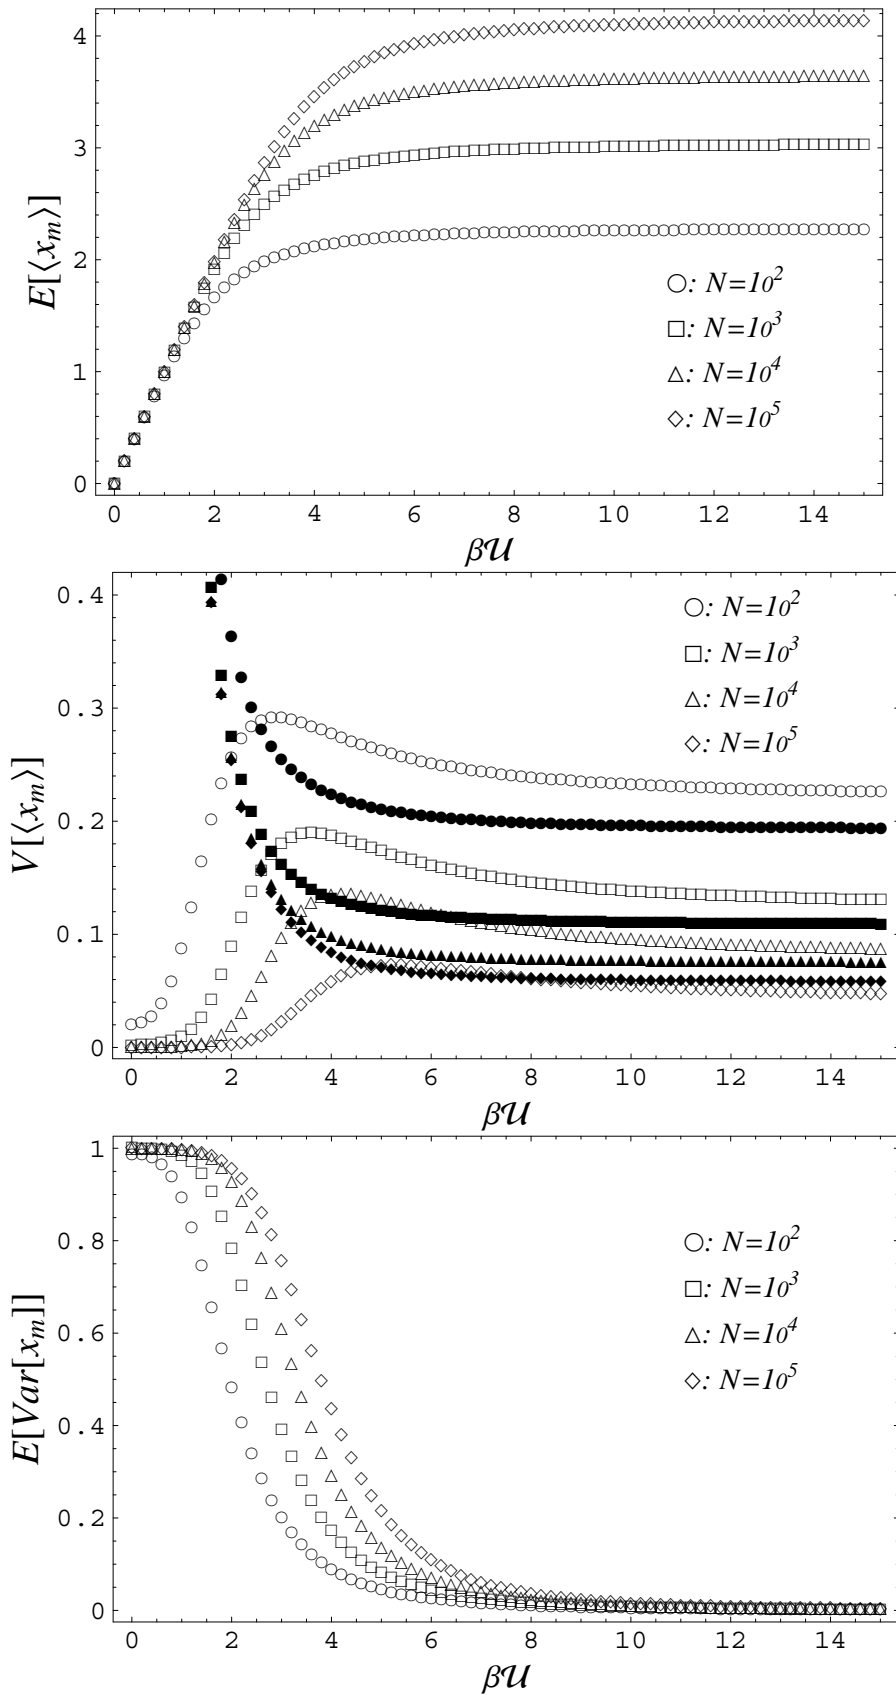 4
3
2
1
0
E[⟨x_m⟩]
○: N=10^2
□: N=10^3
△: N=10^4
◇: N=10^5
0 2 4 6 8 10 12 14
β𝒰
0.4
0.3
0.2
0.1
0
V[⟨x_m⟩]
○: N=10^2
□: N=10^3
△: N=10^4
◇: N=10^5
0 2 4 6 8 10 12 14
β𝒰
1
0.8
0.6
0.4
0.2
0
E[Var[x_m]]
○: N=10^2
□: N=10^3
△: N=10^4
◇: N=10^5
0 2 4 6 8 10 12 14
β𝒰